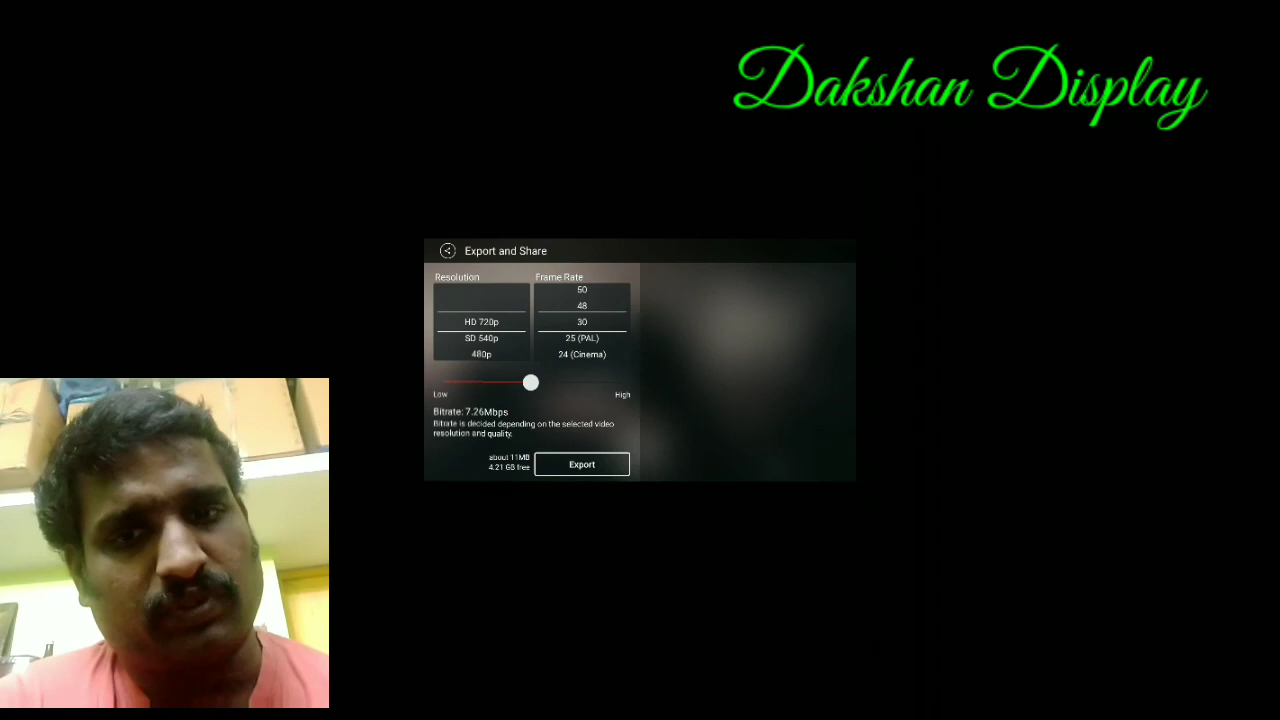 Dakshan Display
Export and Share
Resolution
Frame Rate
50
48
HD 720p
30
SD 540p
25 (PAL)
480p
24 (Cinema)
Low
High
Bitrate: 7.26Mbps
Bitrate is decided depending on the selected video
resolution and quality.
about 11MB
4.21 GB free
Export